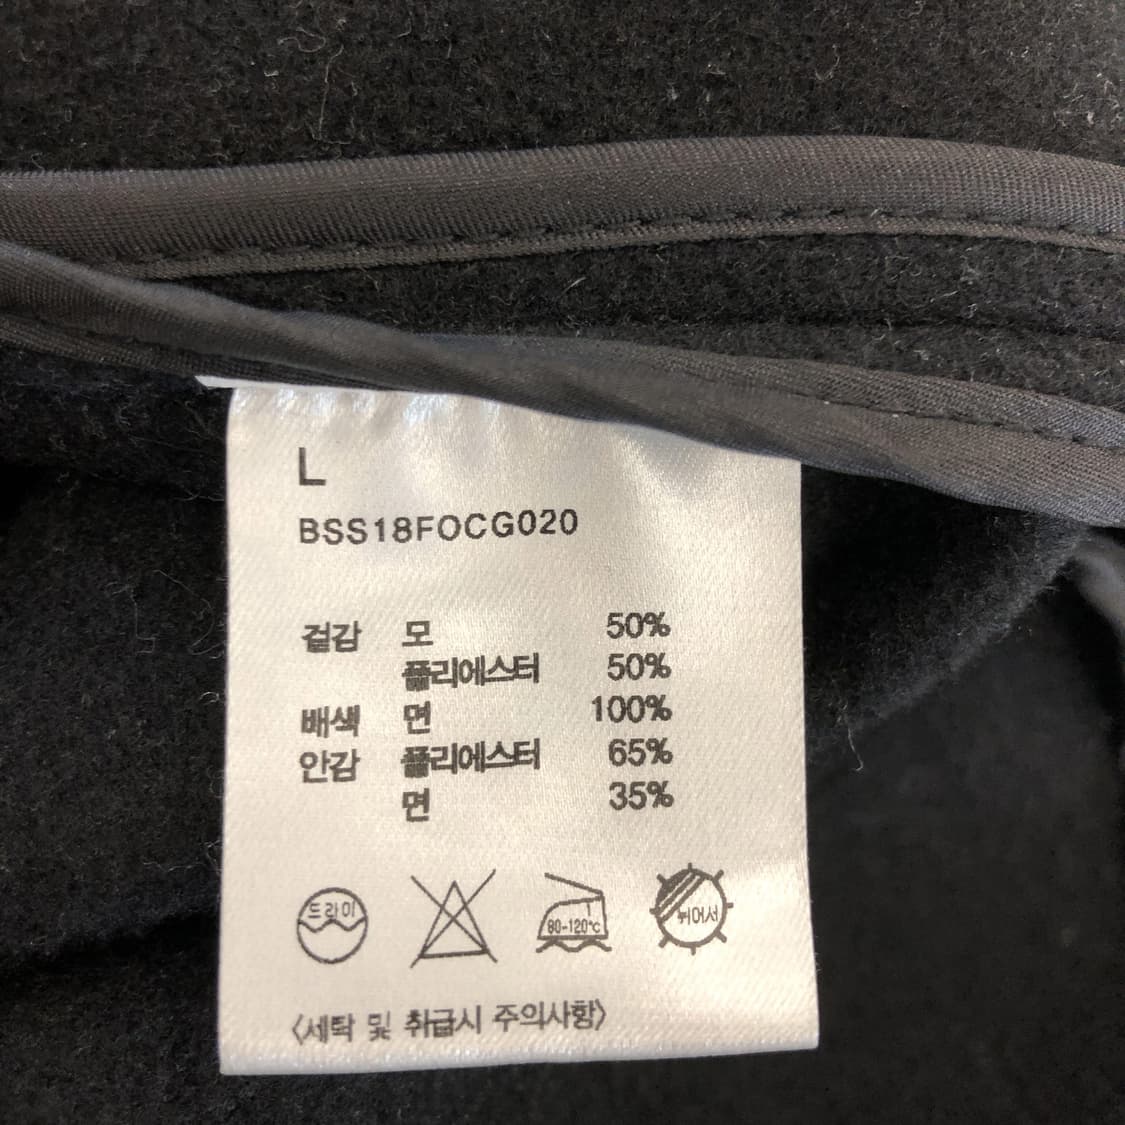 L
BSS18FOCG020
겉감 모 50%
폴리에스터 50%
배색 면 100%
안감 폴리에스터 65%
면 35%
드라이
80-120℃
뉘어서
〈세탁 및 취급시 주의사항〉